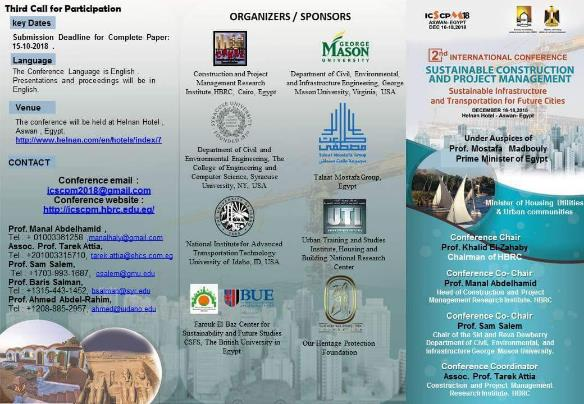 Third Call for Participation
key Dates
Submission Deadline for Complete Paper:
15-10-2018 .
Language
The Conference Language is English .
Presentations and proceedings will be in
English.
Venue
The conference will be held at Helnan Hotel ,
Aswan , Egypt.
http://www.helnan.com/en/hotels/index/7
CONTACT
Conference email :
icscpm2018@gmail.com
Conference website :
http://icscpm.hbrc.edu.eg/
Prof. Manal Abdelhamid ,
Tel : + 01003381258 ,manalhaly@gmail.com
Assoc. Prof. Tarek Attia,
Tel : +201003315710, tarek.attia@ehcs.com.eg
Prof. Sam Salem,
Tel : +1703-993-1687, osalem@gmu.edu
Prof. Baris Salman,
Tel : +1315-443-1452, bsalman@syr.edu
Prof. Ahmed Abdel-Rahim,
Tel : +1208-885-2957, ahmed@uidaho.edu
ORGANIZERS / SPONSORS
Construction and Project
Management Research
Institute, HBRC, Cairo, Egypt
GEORGE
MASON
UNIVERSITY
Department of Civil, Environmental,
and Infrastructure Engineering, George
Mason University, Virginia, USA
Department of Civil and
Environmental Engineering, The
College of Engineering and
Computer Science, Syracuse
University, NY, USA
Talaat Moustafa Group
مجموعة طلعت مصطفى
Talaat Mostafa Group,
Egypt
National Institute for Advanced
Transportation Technology
University of Idaho, ID, USA
UTI
Urban Training and Studies
Institute, Housing and
Building National Research
Center
BUE
Farouk El Baz Center for
Sustainability and Future Studies
CSFS, The British University in
Egypt
Our Heritage Protection
Foundation
ICSCPM18
ASWAN- EGYPT
DEC 16-18,2018
2nd INTERNATIONAL CONFERENCE
SUSTAINABLE CONSTRUCTION
AND PROJECT MANAGEMENT
Sustainable Infrastructure
and Transportation for Future Cities
DECEMBER 16-18,2018
Helnan Hotel - Aswan- Egypt
Under Auspices of
Prof. Mostafa Madbouly
Prime Minister of Egypt
Minister of Housing Utilities
& Urban communities
Conference Chair
Prof. Khalid El-Zahaby
Chairman of HBRC
Conference Co- Chair
Prof. Manal Abdelhamid
Head of Construction and Project
Management Research Institute, HBRC
Conference Co- Chair
Prof. Sam Salem
Chair of the Sid and Reva Dewberry
Department of Civil, Environmental, and
Infrastructure George Mason University.
Conference Coordinator
Assoc. Prof. Tarek Attia
Construction and Project Management
Research Institute, HBRC